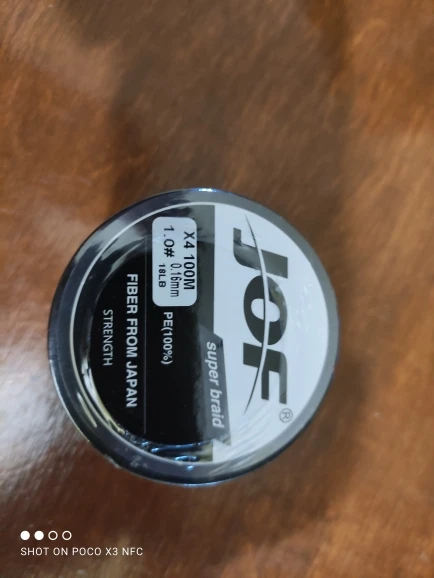 JOF®
super braid
X4 100M
1.0# 0.16mm
18LB
PE(100%)
FIBER FROM JAPAN
STRENGTH
SHOT ON POCO X3 NFC